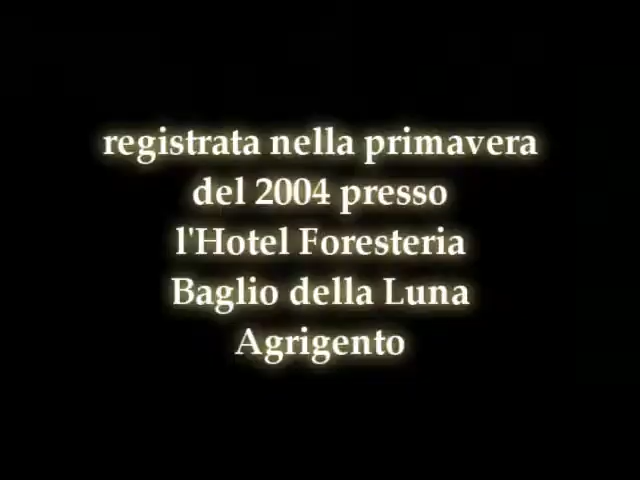 registrata nella primavera
del 2004 presso
l'Hotel Foresteria
Baglio della Luna
Agrigento